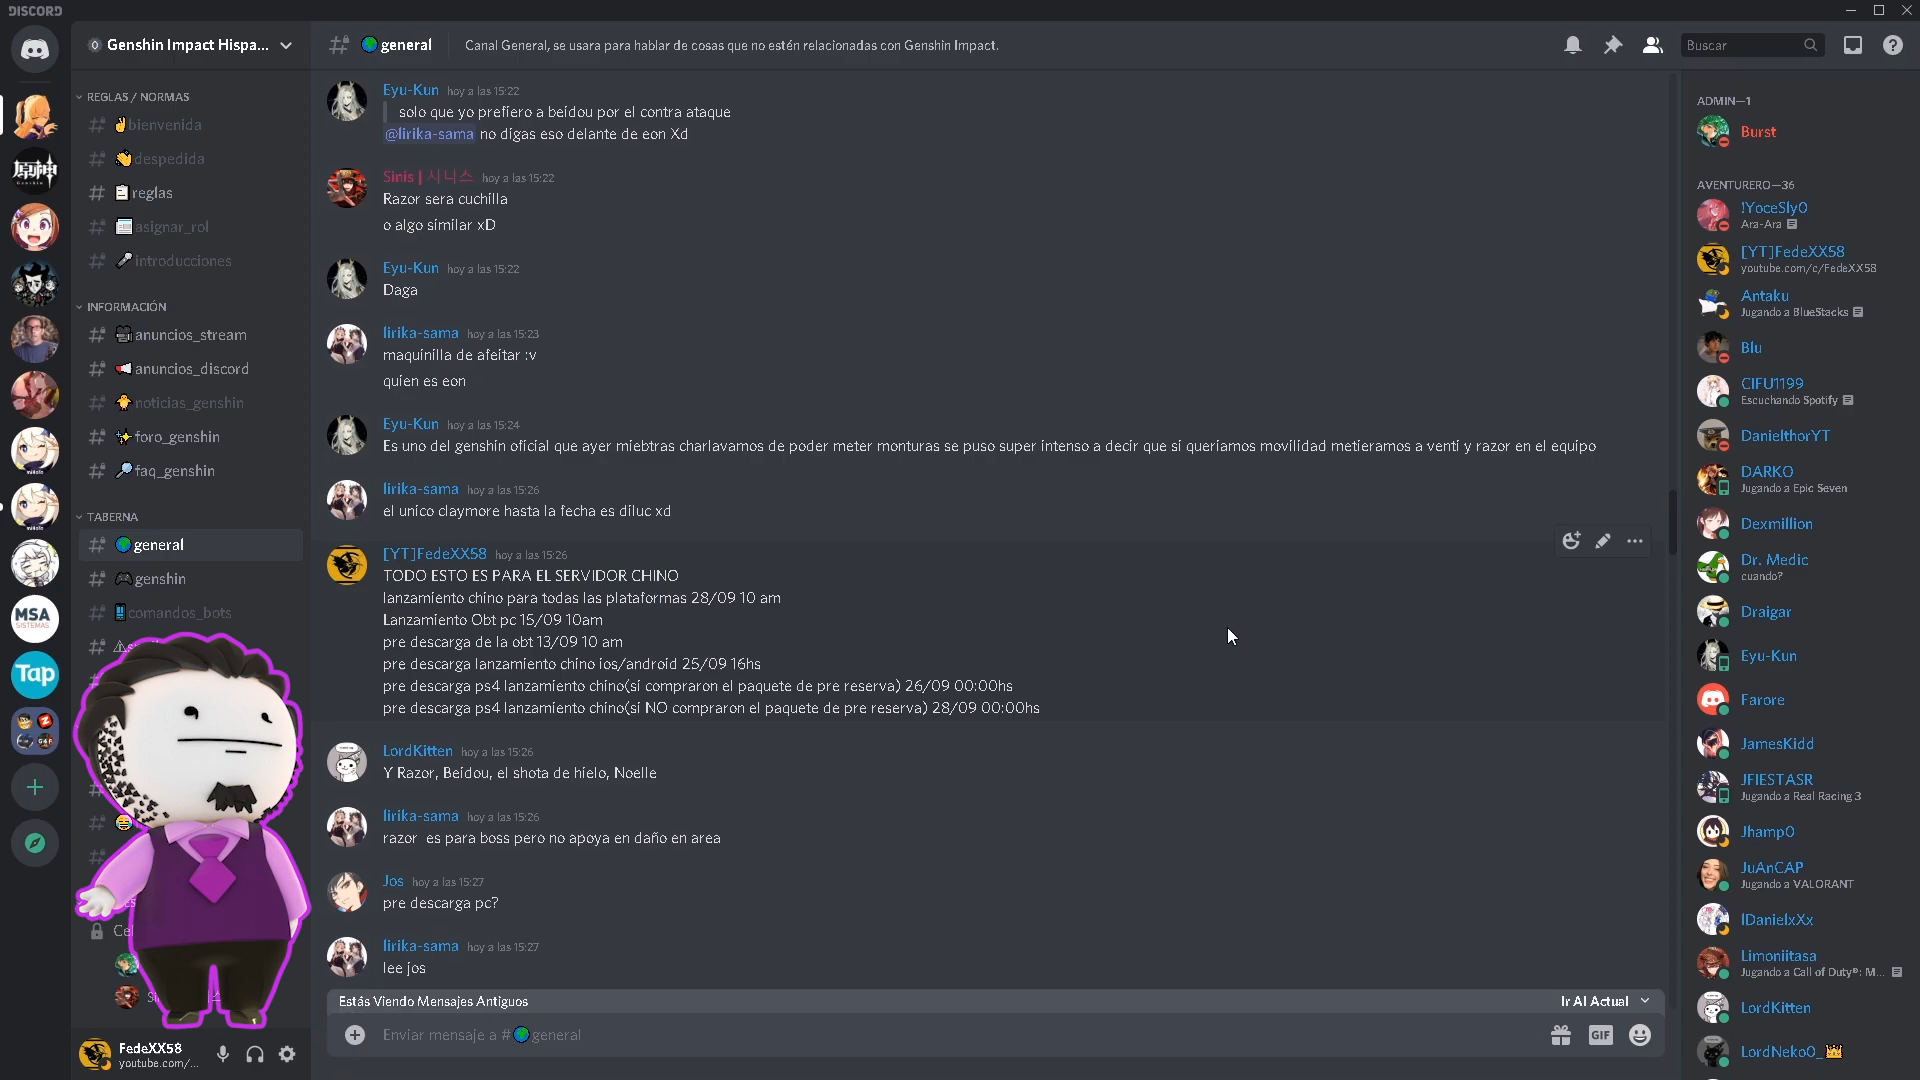 DISCORD
Genshin Impact Hispa...
general
Canal General, se usara para hablar de cosas que no estén relacionadas con Genshin Impact.
Buscar
REGLAS / NORMAS
bienvenida
despedida
reglas
asignar_rol
introducciones
INFORMACIÓN
anuncios_stream
anuncios_discord
noticias_genshin
foro_genshin
faq_genshin
TABERNA
general
genshin
comandos_bots
MSA
SISTEMAS
Tap
Eyu-Kun hoy a las 15:22
solo que yo prefiero a beidou por el contra ataque
@lirika-sama no digas eso delante de eon Xd
Sinis | 시니스 hoy a las 15:22
Razor sera cuchilla
o algo similar xD
Eyu-Kun hoy a las 15:22
Daga
lirika-sama hoy a las 15:23
maquinilla de afeitar :v
quien es eon
Eyu-Kun hoy a las 15:24
Es uno del genshin oficial que ayer miebtras charlavamos de poder meter monturas se puso super intenso a decir que si queriamos movilidad metieramos a venti y razor en el equipo
lirika-sama hoy a las 15:26
el unico claymore hasta la fecha es diluc xd
[YT]FedeXX58 hoy a las 15:26
TODO ESTO ES PARA EL SERVIDOR CHINO
lanzamiento chino para todas las plataformas 28/09 10 am
Lanzamiento Obt pc 15/09 10am
pre descarga de la obt 13/09 10 am
pre descarga lanzamiento chino ios/android 25/09 16hs
pre descarga ps4 lanzamiento chino(si compraron el paquete de pre reserva) 26/09 00:00hs
pre descarga ps4 lanzamiento chino(si NO compraron el paquete de pre reserva) 28/09 00:00hs
LordKitten hoy a las 15:26
Y Razor, Beidou, el shota de hielo, Noelle
lirika-sama hoy a las 15:26
razor es para boss pero no apoya en daño en area
Jos hoy a las 15:27
pre descarga pc?
lirika-sama hoy a las 15:27
lee jos
Estás Viendo Mensajes Antiguos
Ir Al Actual
Enviar mensaje a #general
GIF
FedeXX58
youtube.com/...
ADMIN—1
Burst
AVENTURERO—36
!YoceSly0
Ara-Ara
[YT]FedeXX58
youtube.com/c/FedeXX58
Antaku
Jugando a BlueStacks
Blu
CIFU1199
Escuchando Spotify
DanielthorYT
DARKO
Jugando a Epic Seven
Dexmillion
Dr. Medic
cuando?
Draigar
Eyu-Kun
Farore
JamesKidd
JFIESTASR
Jugando a Real Racing 3
Jhamp0
JuAnCAP
Jugando a VALORANT
IDanielxXx
Limoniitasa
Jugando a Call of Duty®: M...
LordKitten
LordNeko0_